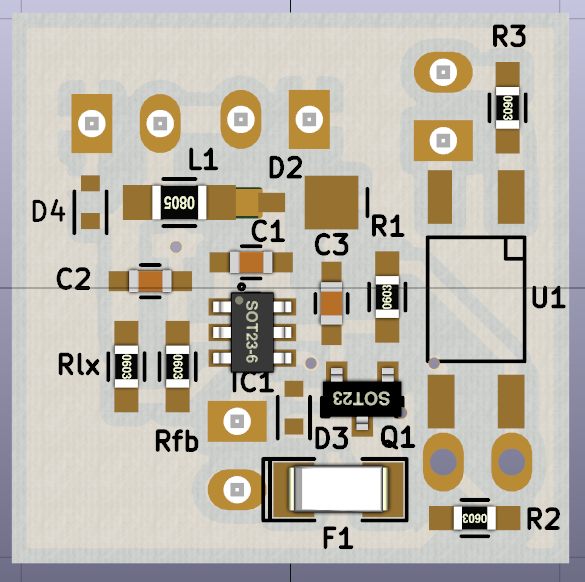 R3
0603
L1
D2
0805
D4
R1
C1
C3
C2
0603
U1
SOT23-6
Rlx
0603
0603
IC1
SOT23
Rfb
D3
Q1
0603
R2
F1